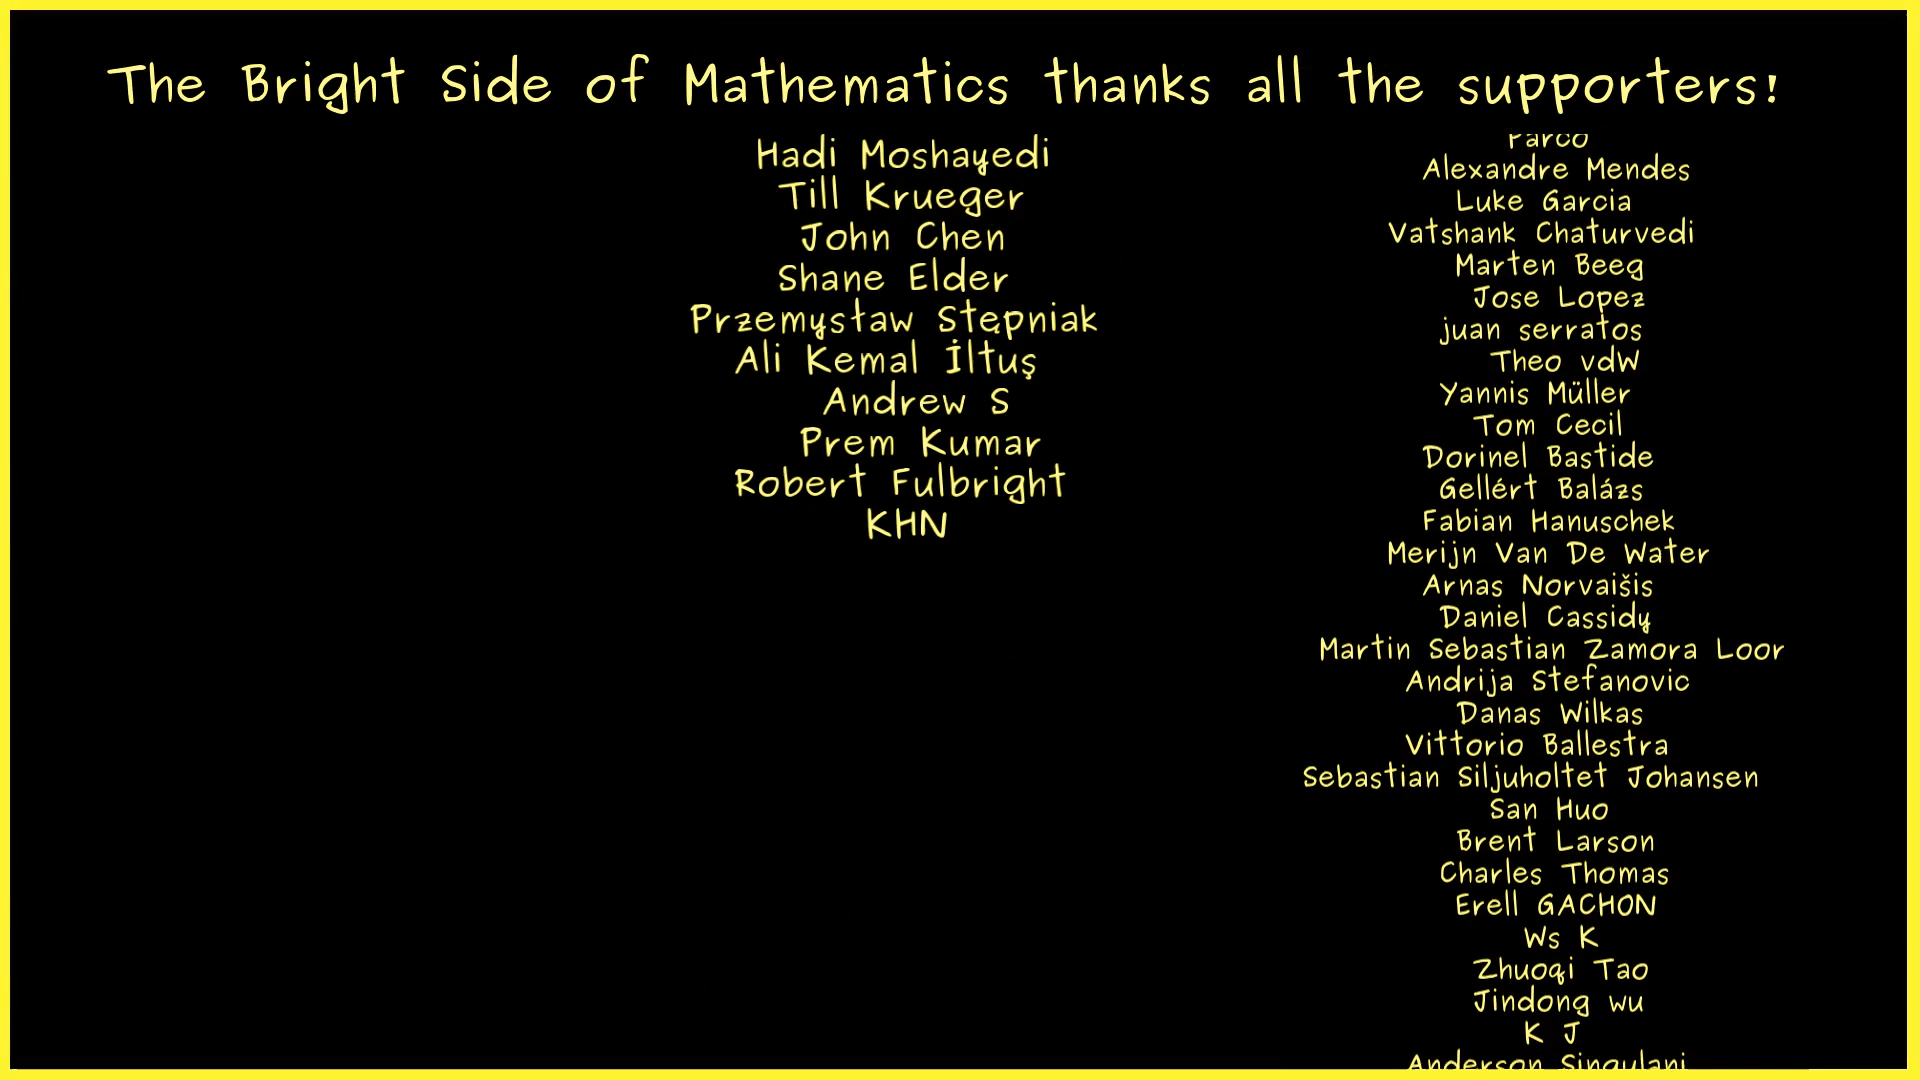 The Bright Side of Mathematics thanks all the supporters!
Hadi Moshayedi
Till Krueger
John Chen
Shane Elder
Przemysław Stępniak
Ali Kemal İltuş
Andrew S
Prem Kumar
Robert Fulbright
KHN
Parco
Alexandre Mendes
Luke Garcia
Vatshank Chaturvedi
Marten Beeg
Jose Lopez
juan serratos
Theo vdW
Yannis Müller
Tom Cecil
Dorinel Bastide
Gellért Balázs
Fabian Hanuschek
Merijn Van De Water
Arnas Norvaišis
Daniel Cassidy
Martin Sebastian Zamora Loor
Andrija Stefanovic
Danas Wilkas
Vittorio Ballestra
Sebastian Siljuholtet Johansen
San Huo
Brent Larson
Charles Thomas
Erell GACHON
Ws K
Zhuoqi Tao
Jindong wu
K J
Anderson Singulani